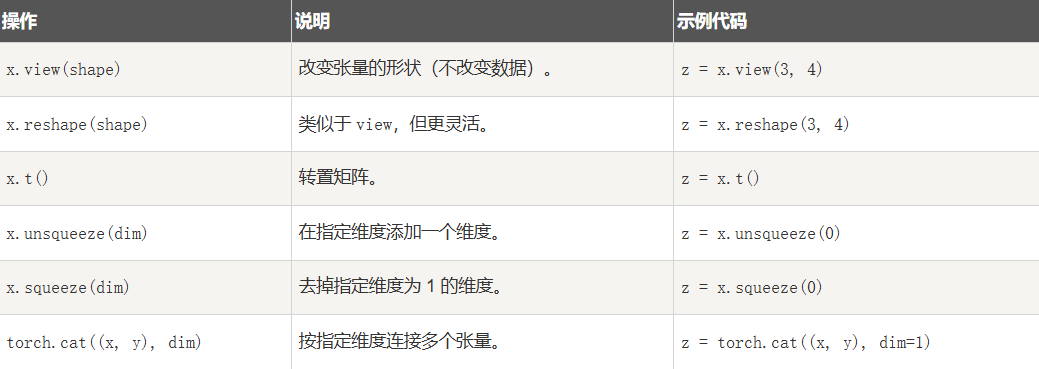 操作 说明 示例代码
x.view(shape) 改变张量的形状（不改变数据）。 z = x.view(3, 4)
x.reshape(shape) 类似于 view，但更灵活。 z = x.reshape(3, 4)
x.t() 转置矩阵。 z = x.t()
x.unsqueeze(dim) 在指定维度添加一个维度。 z = x.unsqueeze(0)
x.squeeze(dim) 去掉指定维度为 1 的维度。 z = x.squeeze(0)
torch.cat((x, y), dim) 按指定维度连接多个张量。 z = torch.cat((x, y), dim=1)